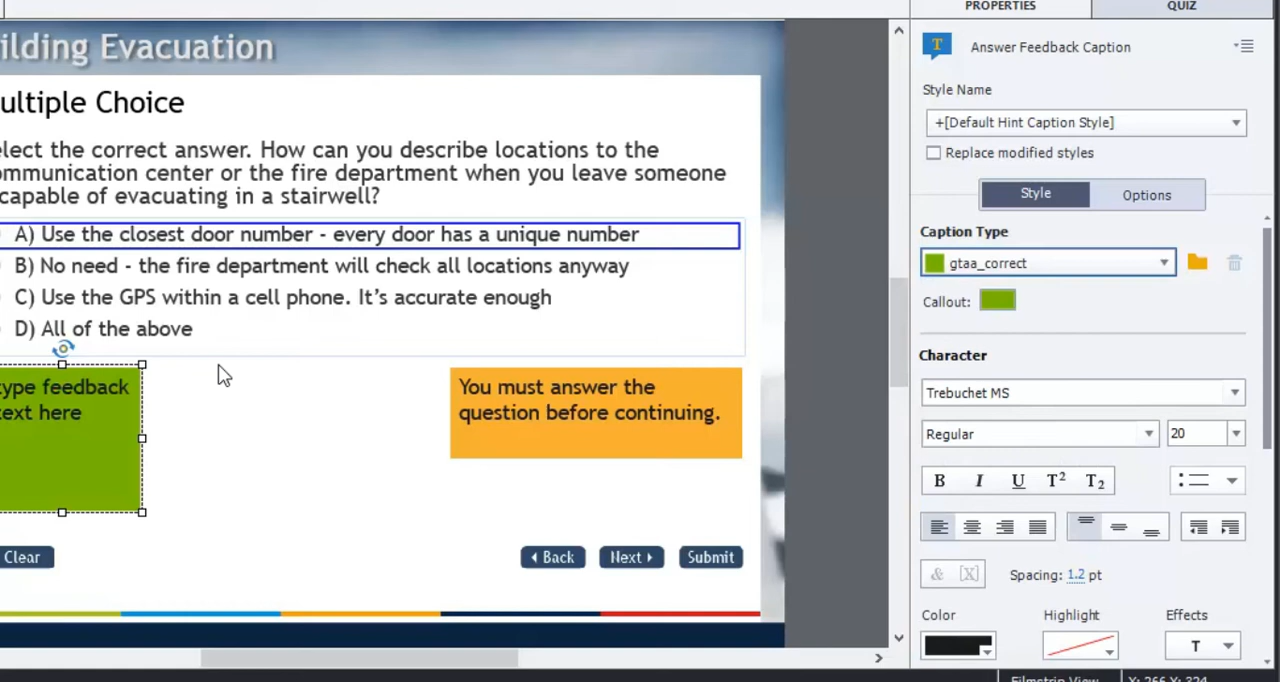 PROPERTIES
QUIZ
ilding Evacuation
Answer Feedback Caption
ultiple Choice
Style Name
+[Default Hint Caption Style]
Replace modified styles
elect the correct answer. How can you describe locations to the
ommunication center or the fire department when you leave someone
capable of evacuating in a stairwell?
Style
Options
A) Use the closest door number - every door has a unique number
B) No need - the fire department will check all locations anyway
C) Use the GPS within a cell phone. It's accurate enough
D) All of the above
Caption Type
gtaa_correct
Callout:
Character
type feedback
text here
You must answer the
question before continuing.
Trebuchet MS
Regular
20
B I U T² T₂
& [X]
Spacing: 1.2 pt
Clear
Back
Next
Submit
Color
Highlight
Effects
T
Filmstrip View
X: 266 Y: 324